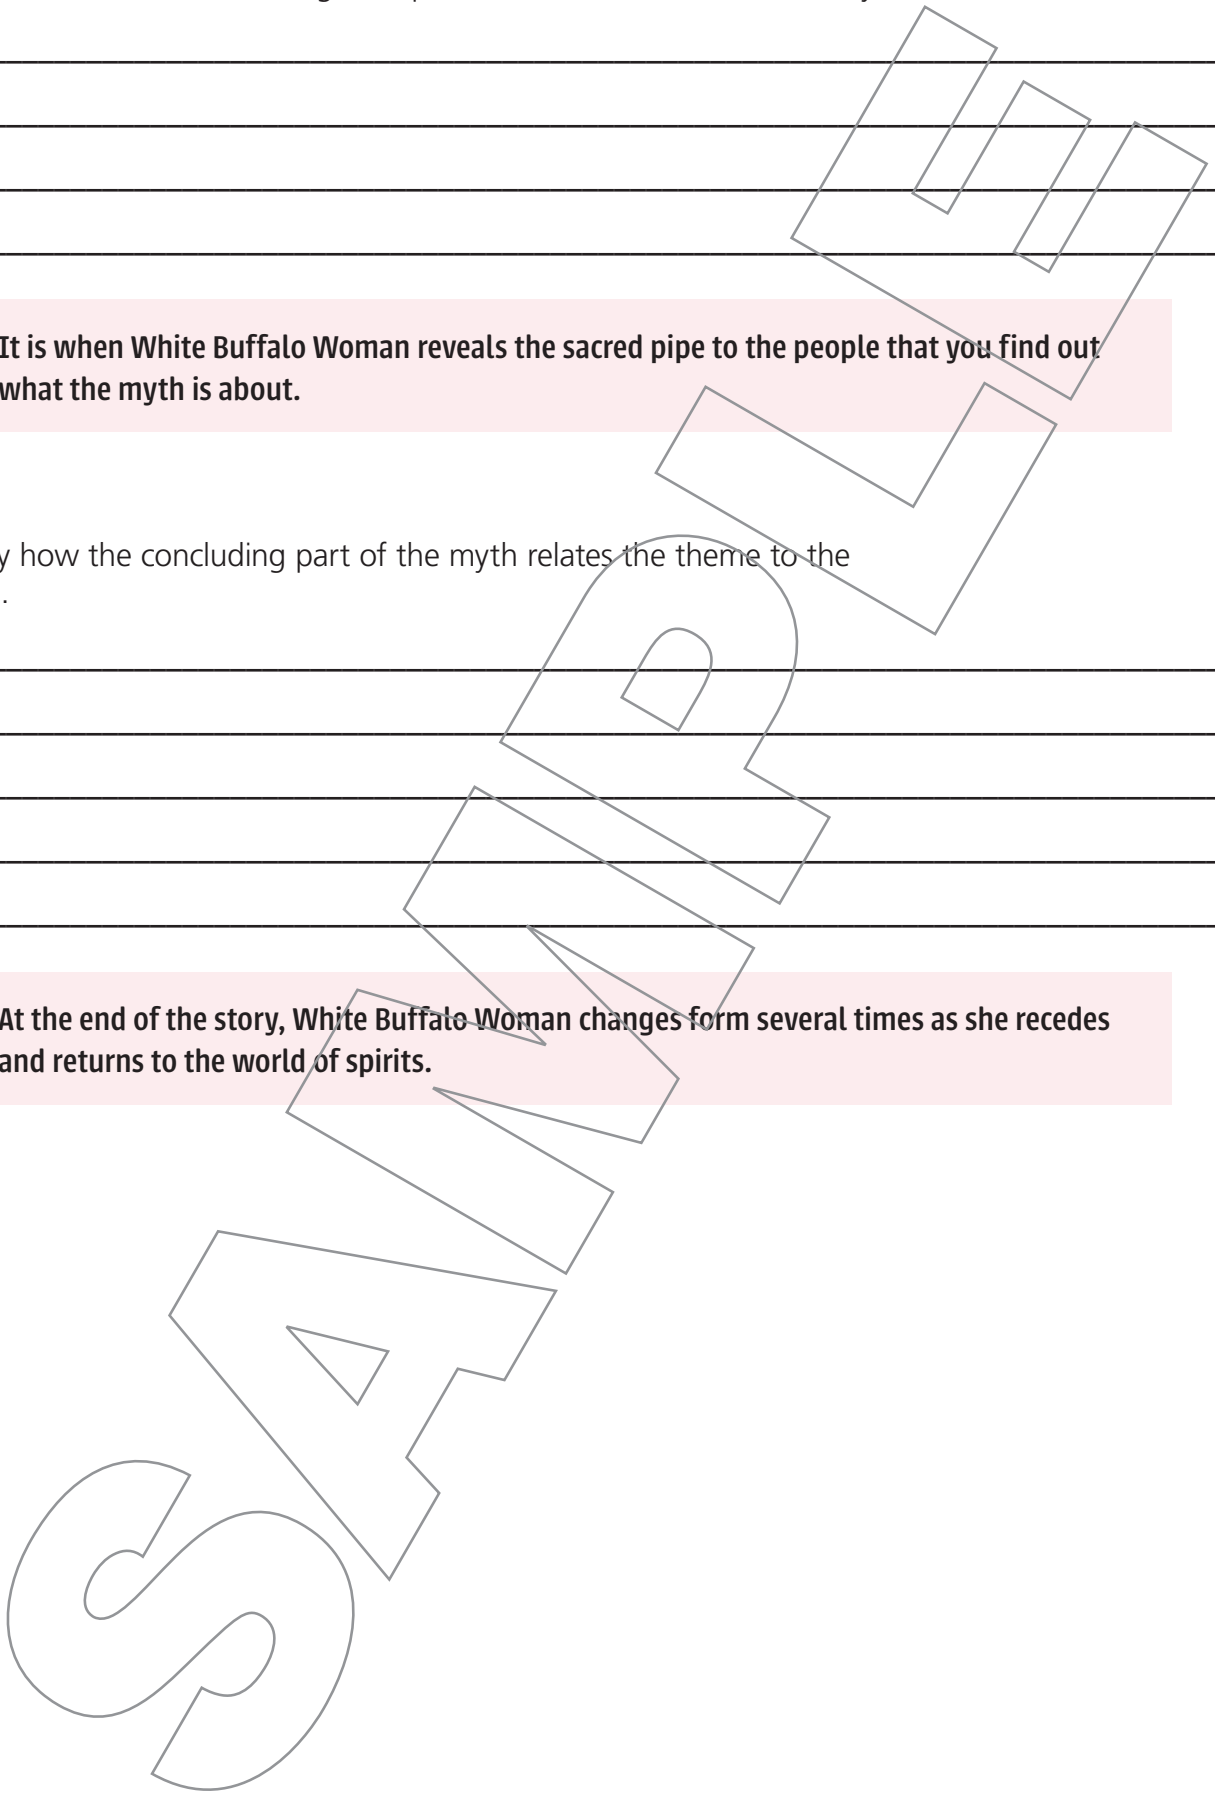 It is when White Buffalo Woman reveals the sacred pipe to the people that you find out
what the myth is about.
y how the concluding part of the myth relates the theme to the
.
At the end of the story, White Buffalo Woman changes form several times as she recedes
and returns to the world of spirits.
SAMPLE